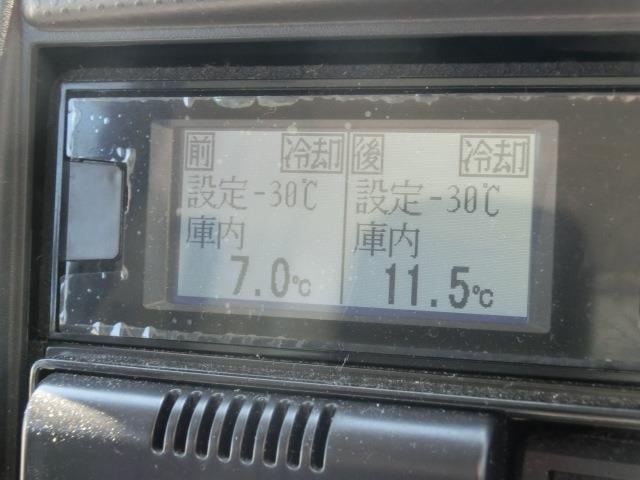 前 冷却
設定-30℃
庫内
7.0℃
後 冷却
設定-30℃
庫内
11.5℃